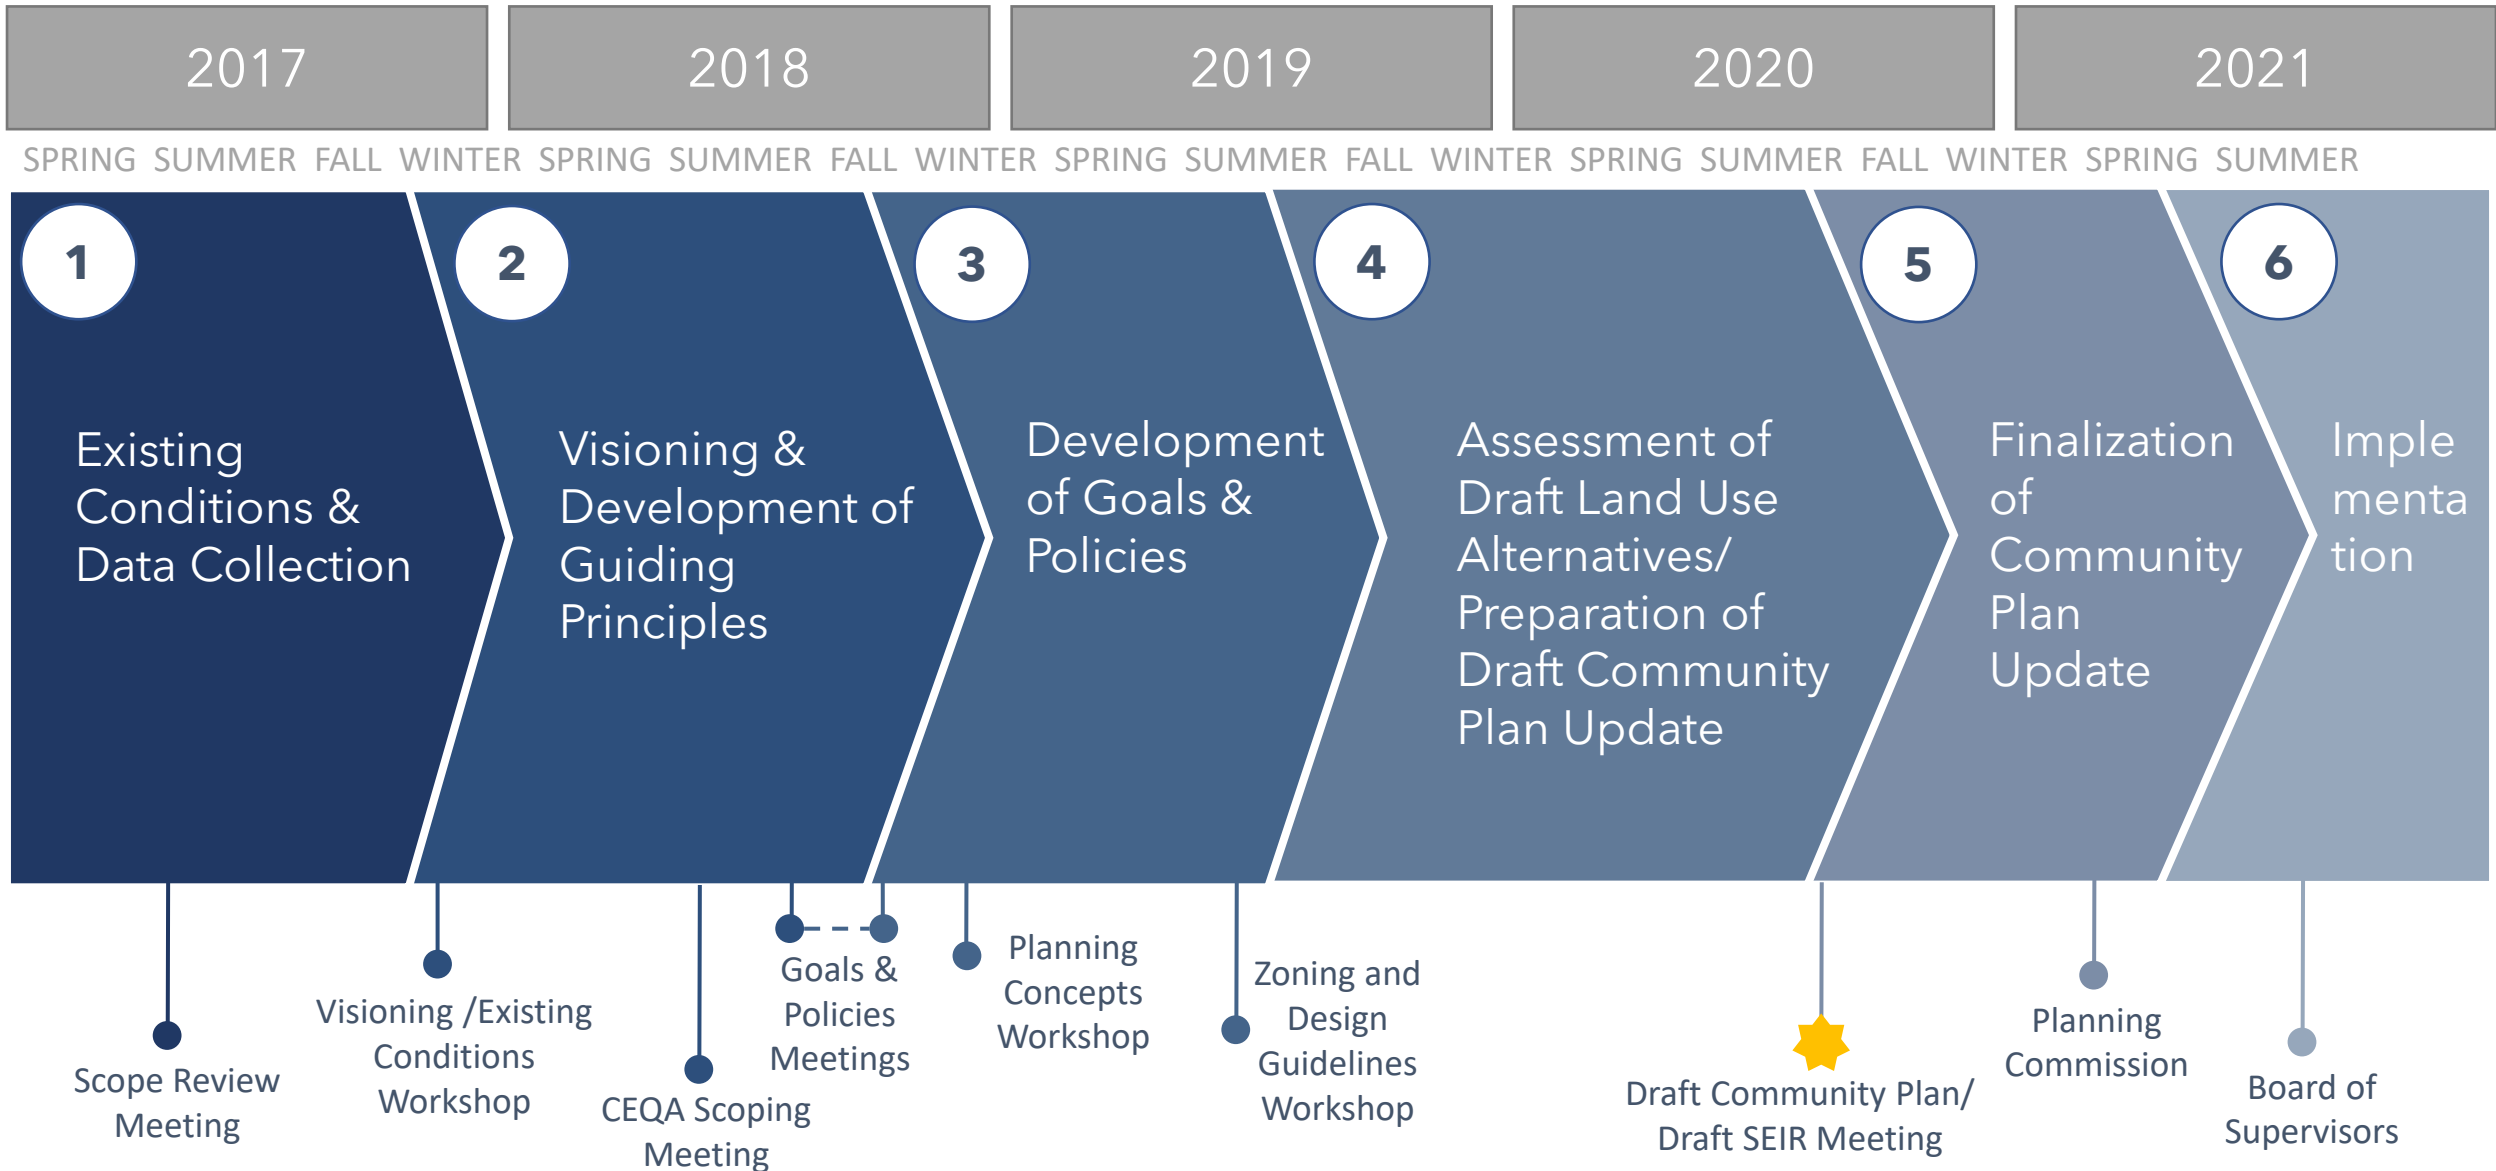 2017 2018 2019 2020 2021
SPRING SUMMER FALL WINTER SPRING SUMMER FALL WINTER SPRING SUMMER FALL WINTER SPRING SUMMER FALL WINTER SPRING SUMMER
1
Existing
Conditions &
Data Collection
2
Visioning &
Development of
Guiding
Principles
3
Development
of Goals &
Policies
4
Assessment of
Draft Land Use
Alternatives/
Preparation of
Draft Community
Plan Update
5
Finalization
of
Community
Plan
Update
6
Imple
menta
tion
Scope Review
Meeting
Visioning /Existing
Conditions
Workshop
CEQA Scoping
Meeting
Goals &
Policies
Meetings
Planning
Concepts
Workshop
Zoning and
Design
Guidelines
Workshop
Draft Community Plan/
Draft SEIR Meeting
Planning
Commission
Board of
Supervisors